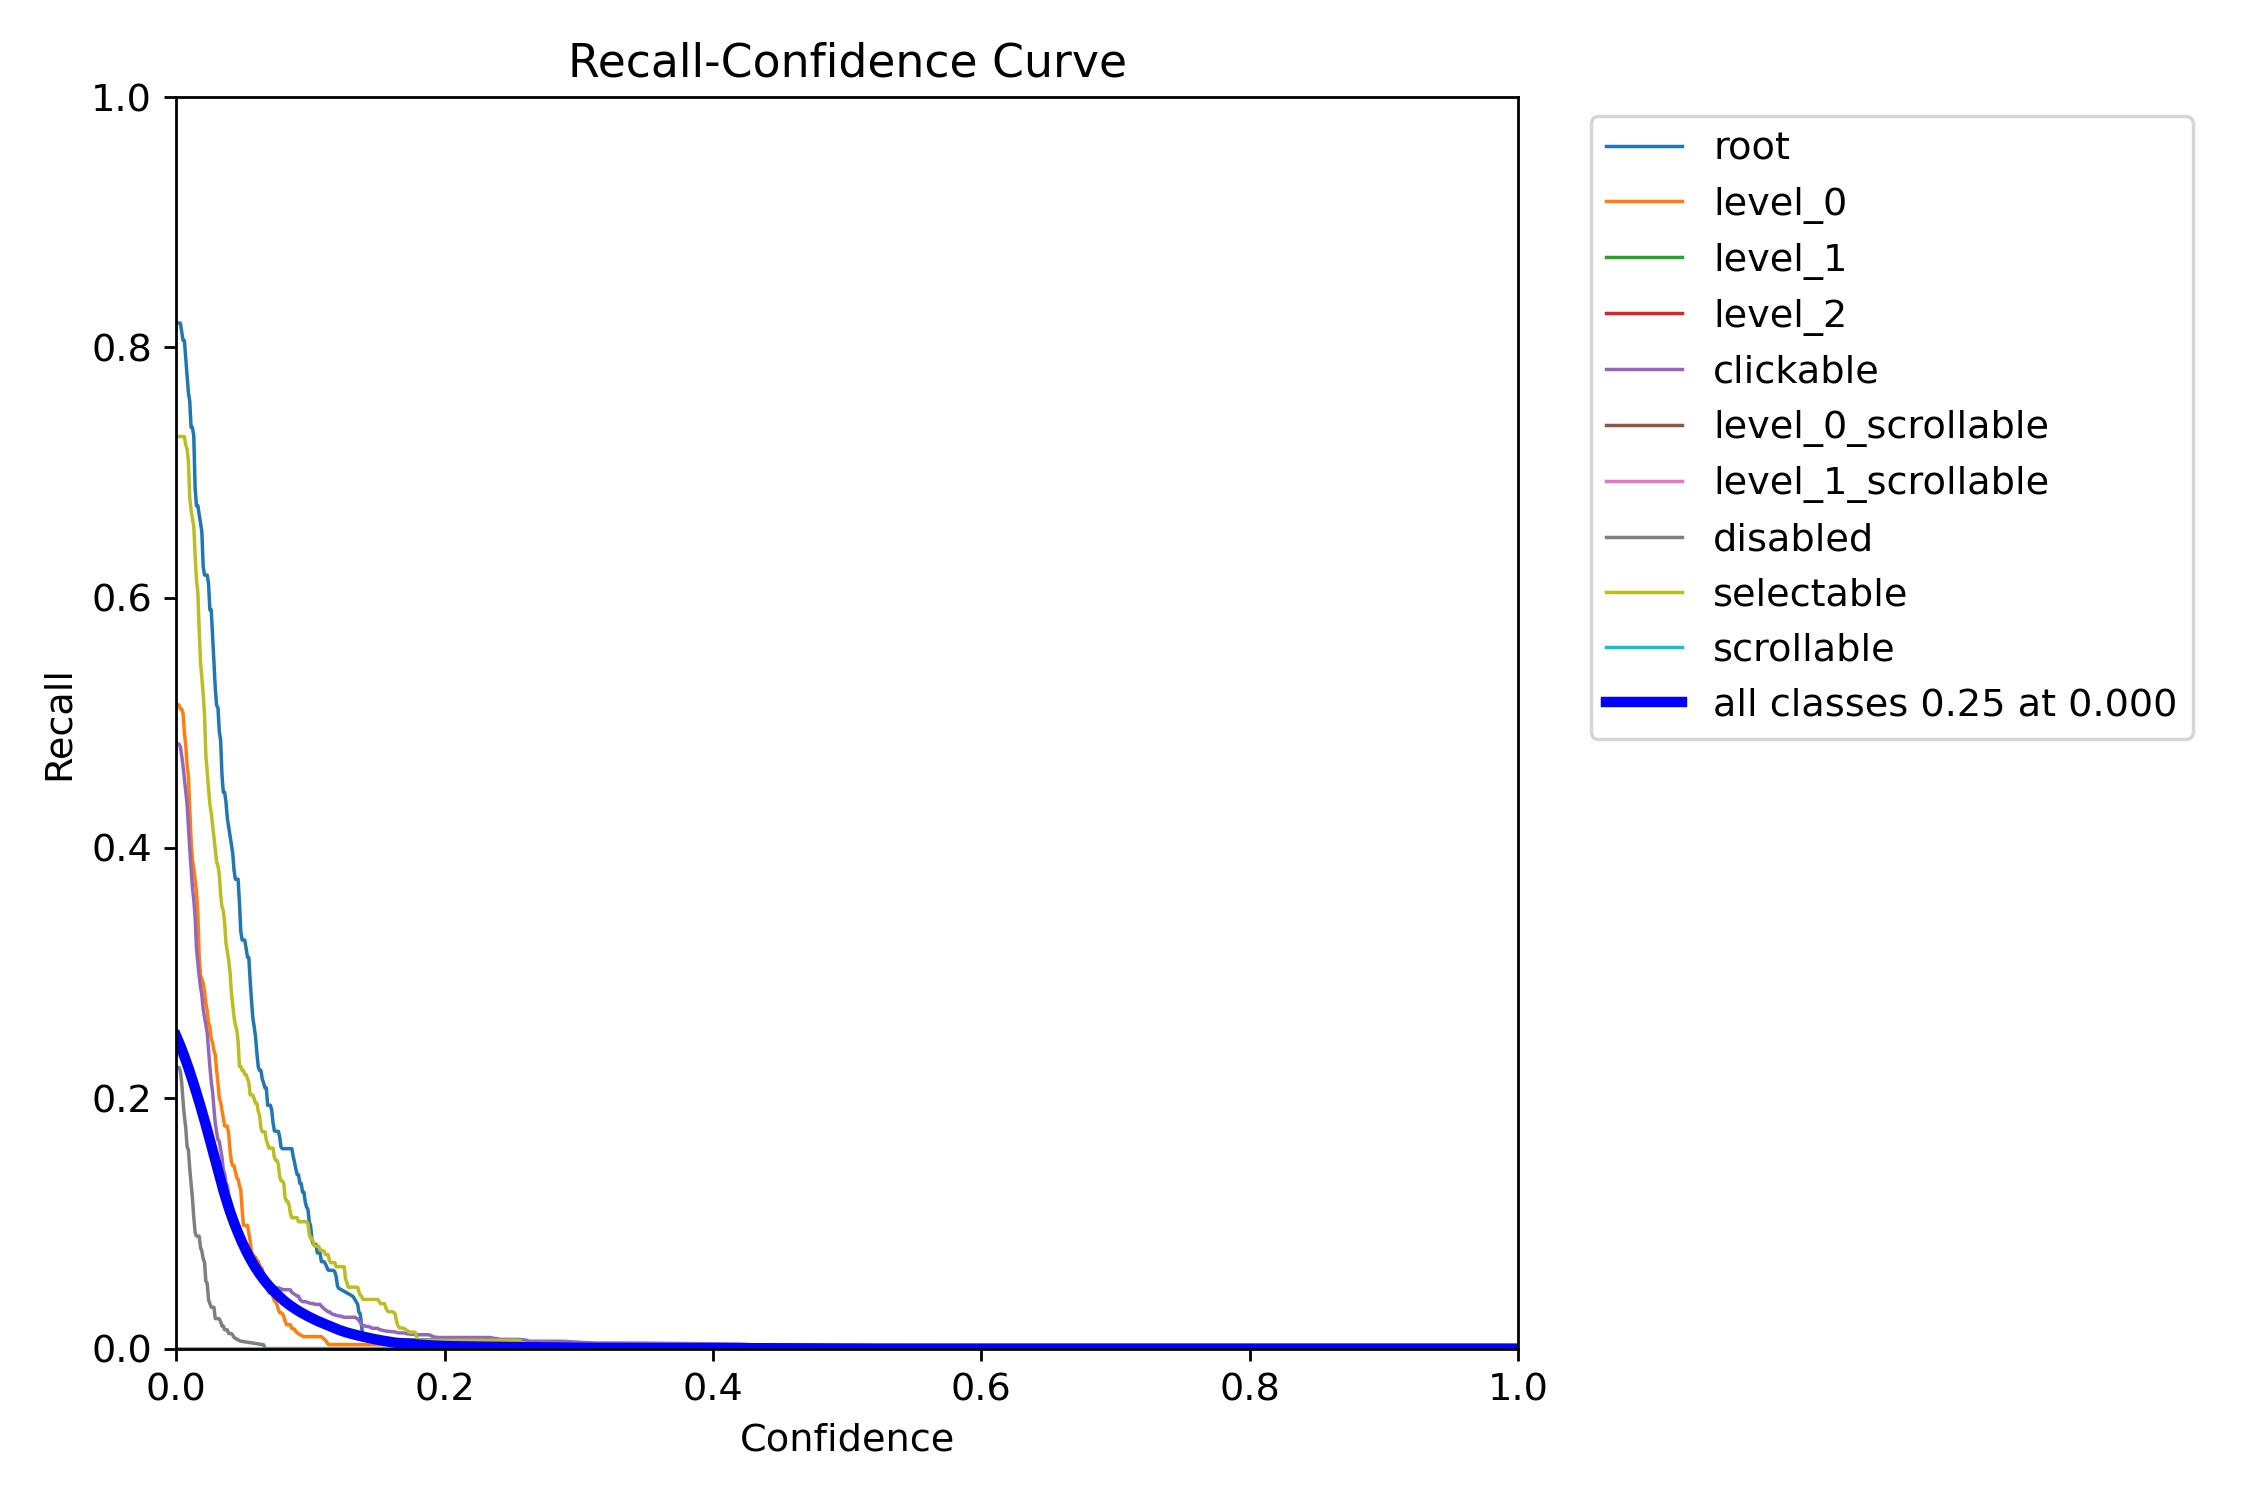 Recall-Confidence Curve
1.0
0.8
0.6
0.4
0.2
0.0
Recall
0.0 0.2 0.4 0.6 0.8 1.0
Confidence
root
level_0
level_1
level_2
clickable
level_0_scrollable
level_1_scrollable
disabled
selectable
scrollable
all classes 0.25 at 0.000